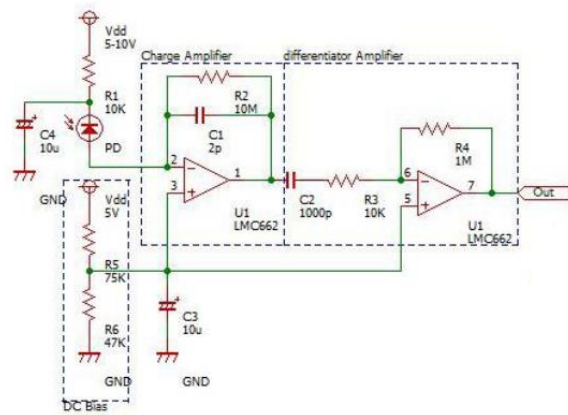 Vdd
5-10V
Charge Amplifier
differentiator Amplifier
R1
10K
R2
10M
C1
2p
R4
1M
C4
10u
PD
2
3
1
6
5
7
Out
GND
Vdd
5V
U1
LMC662
C2
1000p
R3
10K
U1
LMC662
R5
75K
C3
10u
R6
47K
GND
GND
DC Bias